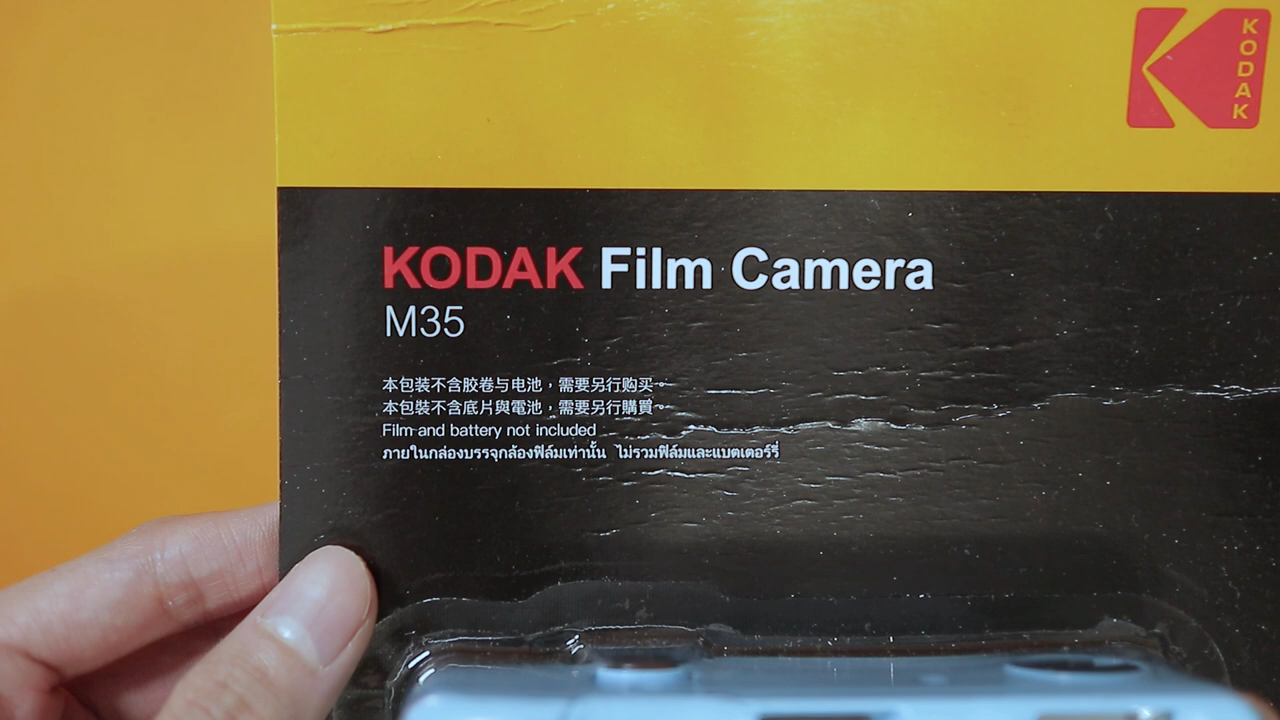 KODAK
KODAK Film Camera
M35
本包装不含胶卷与电池，需要另行购买。
本包裝不含底片與電池，需要另行購買。
Film and battery not included
ภายในกล่องบรรจุกล้องฟิล์มเท่านั้น ไม่รวมฟิล์มและแบตเตอร์รี่